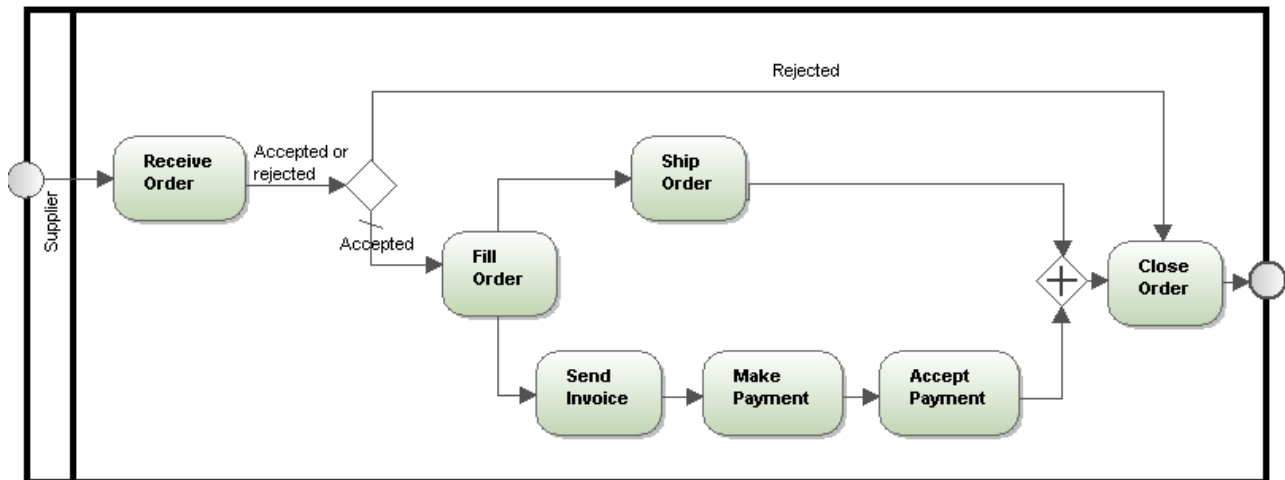 Supplier
Receive
Order
Accepted or
rejected
Rejected
Accepted
Fill
Order
Ship
Order
Send
Invoice
Make
Payment
Accept
Payment
Close
Order